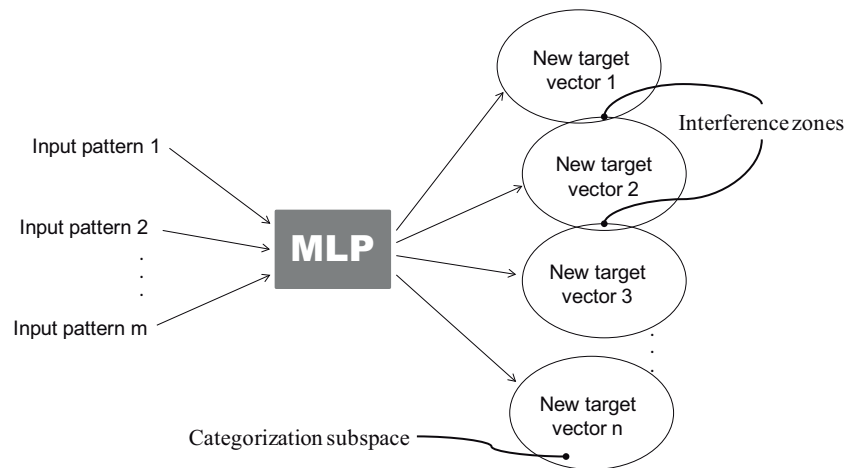 New target
vector 1
Interference zones
Input pattern 1
New target
vector 2
Input pattern 2
MLP
New target
vector 3
Input pattern m
New target
vector n
Categorization subspace